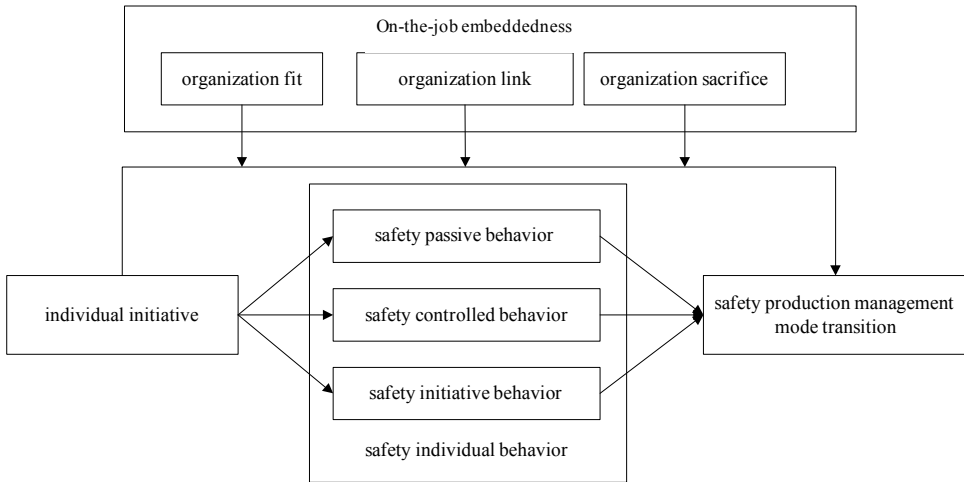 On-the-job embeddedness
organization fit
organization link
organization sacrifice
safety passive behavior
individual initiative
safety controlled behavior
safety production management
mode transition
safety initiative behavior
safety individual behavior